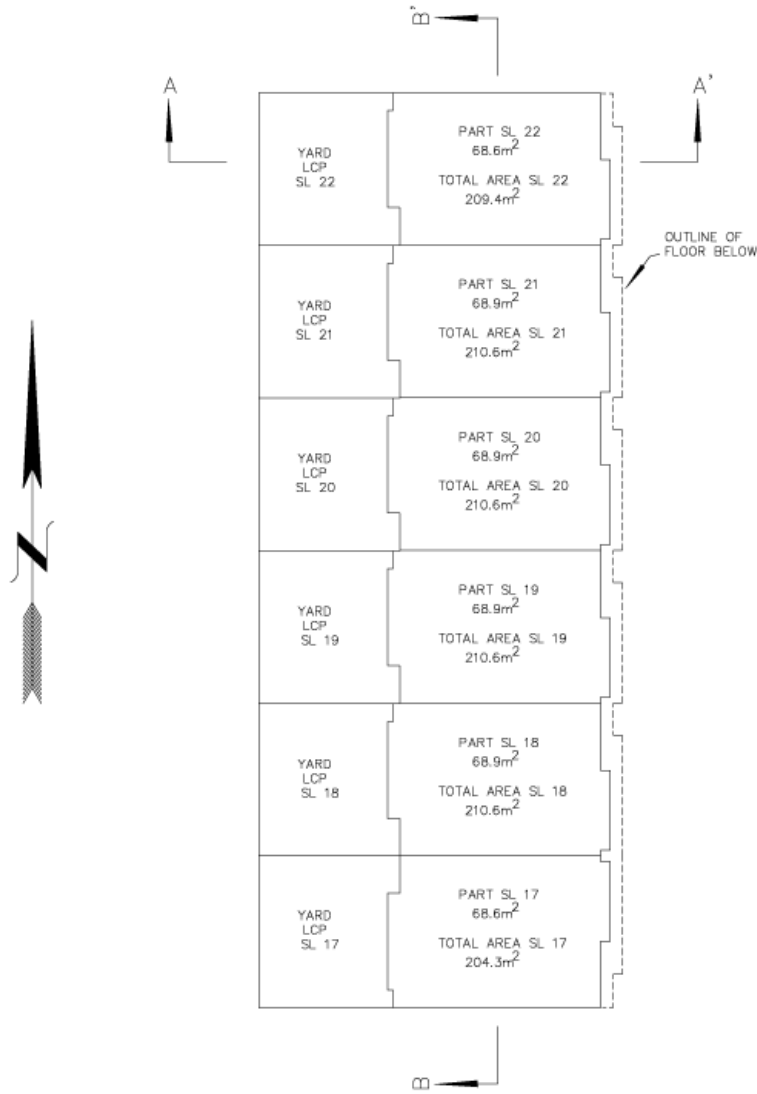 B'
A
A'
YARD
LCP
SL 22
PART SL 22
68.6m²
TOTAL AREA SL 22
209.4m²
OUTLINE OF
FLOOR BELOW
YARD
LCP
SL 21
PART SL 21
68.9m²
TOTAL AREA SL 21
210.6m²
YARD
LCP
SL 20
PART SL 20
68.9m²
TOTAL AREA SL 20
210.6m²
N
YARD
LCP
SL 19
PART SL 19
68.9m²
TOTAL AREA SL 19
210.6m²
YARD
LCP
SL 18
PART SL 18
68.9m²
TOTAL AREA SL 18
210.6m²
YARD
LCP
SL 17
PART SL 17
68.6m²
TOTAL AREA SL 17
204.3m²
B